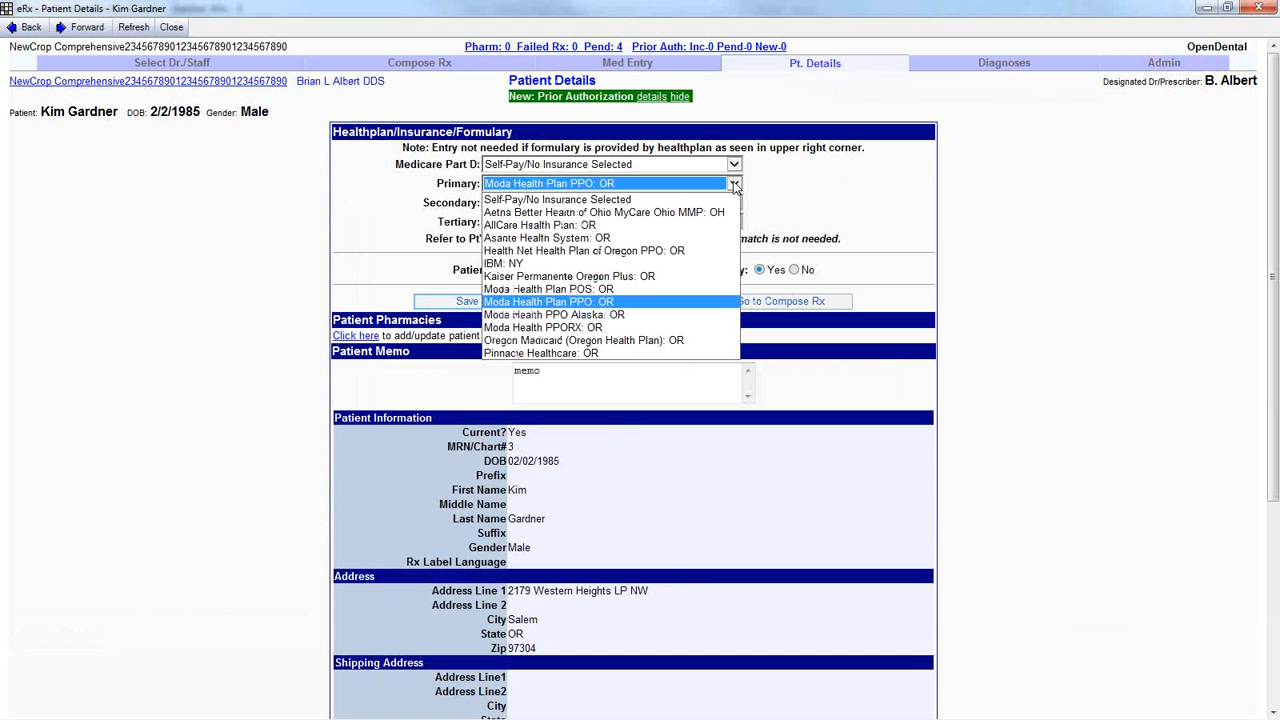 eRx - Patient Details - Kim Gardner
Back Forward Refresh Close
NewCrop Comprehensive23456789012345678901234567890 Pharm: 0 Failed Rx: 0 Pend: 4 Prior Auth: Inc-0 Pend-0 New-0 OpenDental
Select Dr./Staff Compose Rx Med Entry Pt. Details Diagnoses Admin
NewCrop Comprehensive23456789012345678901234567890 Brian L Albert DDS Patient Details Designated Dr/Prescriber: B. Albert
New: Prior Authorization details hide
Patient: Kim Gardner DOB: 2/2/1985 Gender: Male
Healthplan/Insurance/Formulary
Note: Entry not needed if formulary is provided by healthplan as seen in upper right corner.
Medicare Part D: Self-Pay/No Insurance Selected
Primary: Moda Health Plan PPO: OR
Self-Pay/No Insurance Selected
Secondary: Aetna Better Health of Ohio MyCare Ohio MMP: OH
Tertiary: AllCare Health Plan: OR
Refer to Pt' Asante Health System: OR match is not needed.
Health Net Health Plan of Oregon PPO: OR
IBM: NY
Patien Kaiser Permanente Oregon Plus: OR y: Yes No
Moda Health Plan POS: OR
Save Moda Health Plan PPO: OR Go to Compose Rx
Moda Health PPO Alaska: OR
Patient Pharmacies Moda Health PPORX: OR
Click here to add/update patient Oregon Medicaid (Oregon Health Plan): OR
Patient Memo Pinnacle Healthcare: OR
memo
Patient Information
Current? Yes
MRN/Chart# 3
DOB 02/02/1985
Prefix
First Name Kim
Middle Name
Last Name Gardner
Suffix
Gender Male
Rx Label Language
Address
Address Line 1 2179 Western Heights LP NW
Address Line 2
City Salem
State OR
Zip 97304
Shipping Address
Address Line1
Address Line2
City